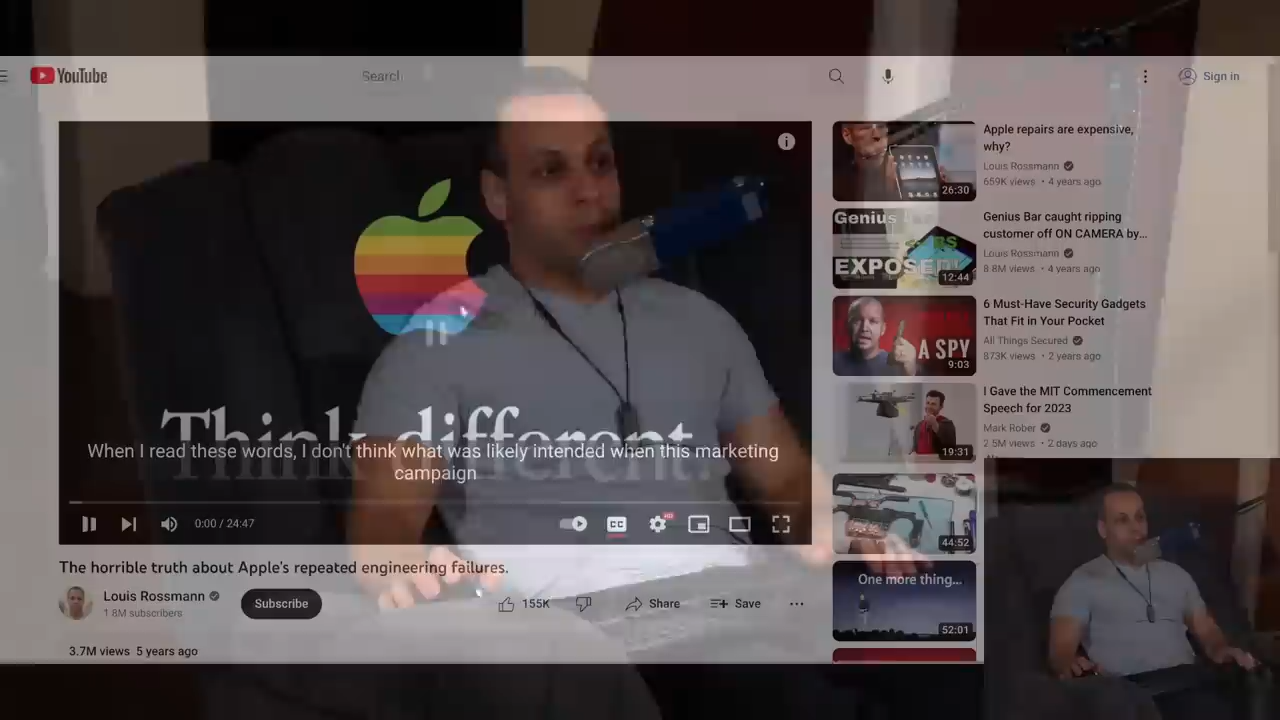 YouTube
Search
Sign in
Think different.
When I read these words, I don't think what was likely intended when this marketing
campaign
0:00 / 24:47
CC
HD
The horrible truth about Apple's repeated engineering failures.
Louis Rossmann
1.8M subscribers
Subscribe
155K
Share
Save
3.7M views 5 years ago
26:30
Apple repairs are expensive,
why?
Louis Rossmann
659K views • 4 years ago
Genius
EXPOSED!
12:44
Genius Bar caught ripping
customer off ON CAMERA by...
Louis Rossmann
8.8M views • 4 years ago
A SPY
9:03
6 Must-Have Security Gadgets
That Fit in Your Pocket
All Things Secured
873K views • 2 years ago
19:31
I Gave the MIT Commencement
Speech for 2023
Mark Rober
2.5M views • 2 days ago
44:52
One more thing...
52:01